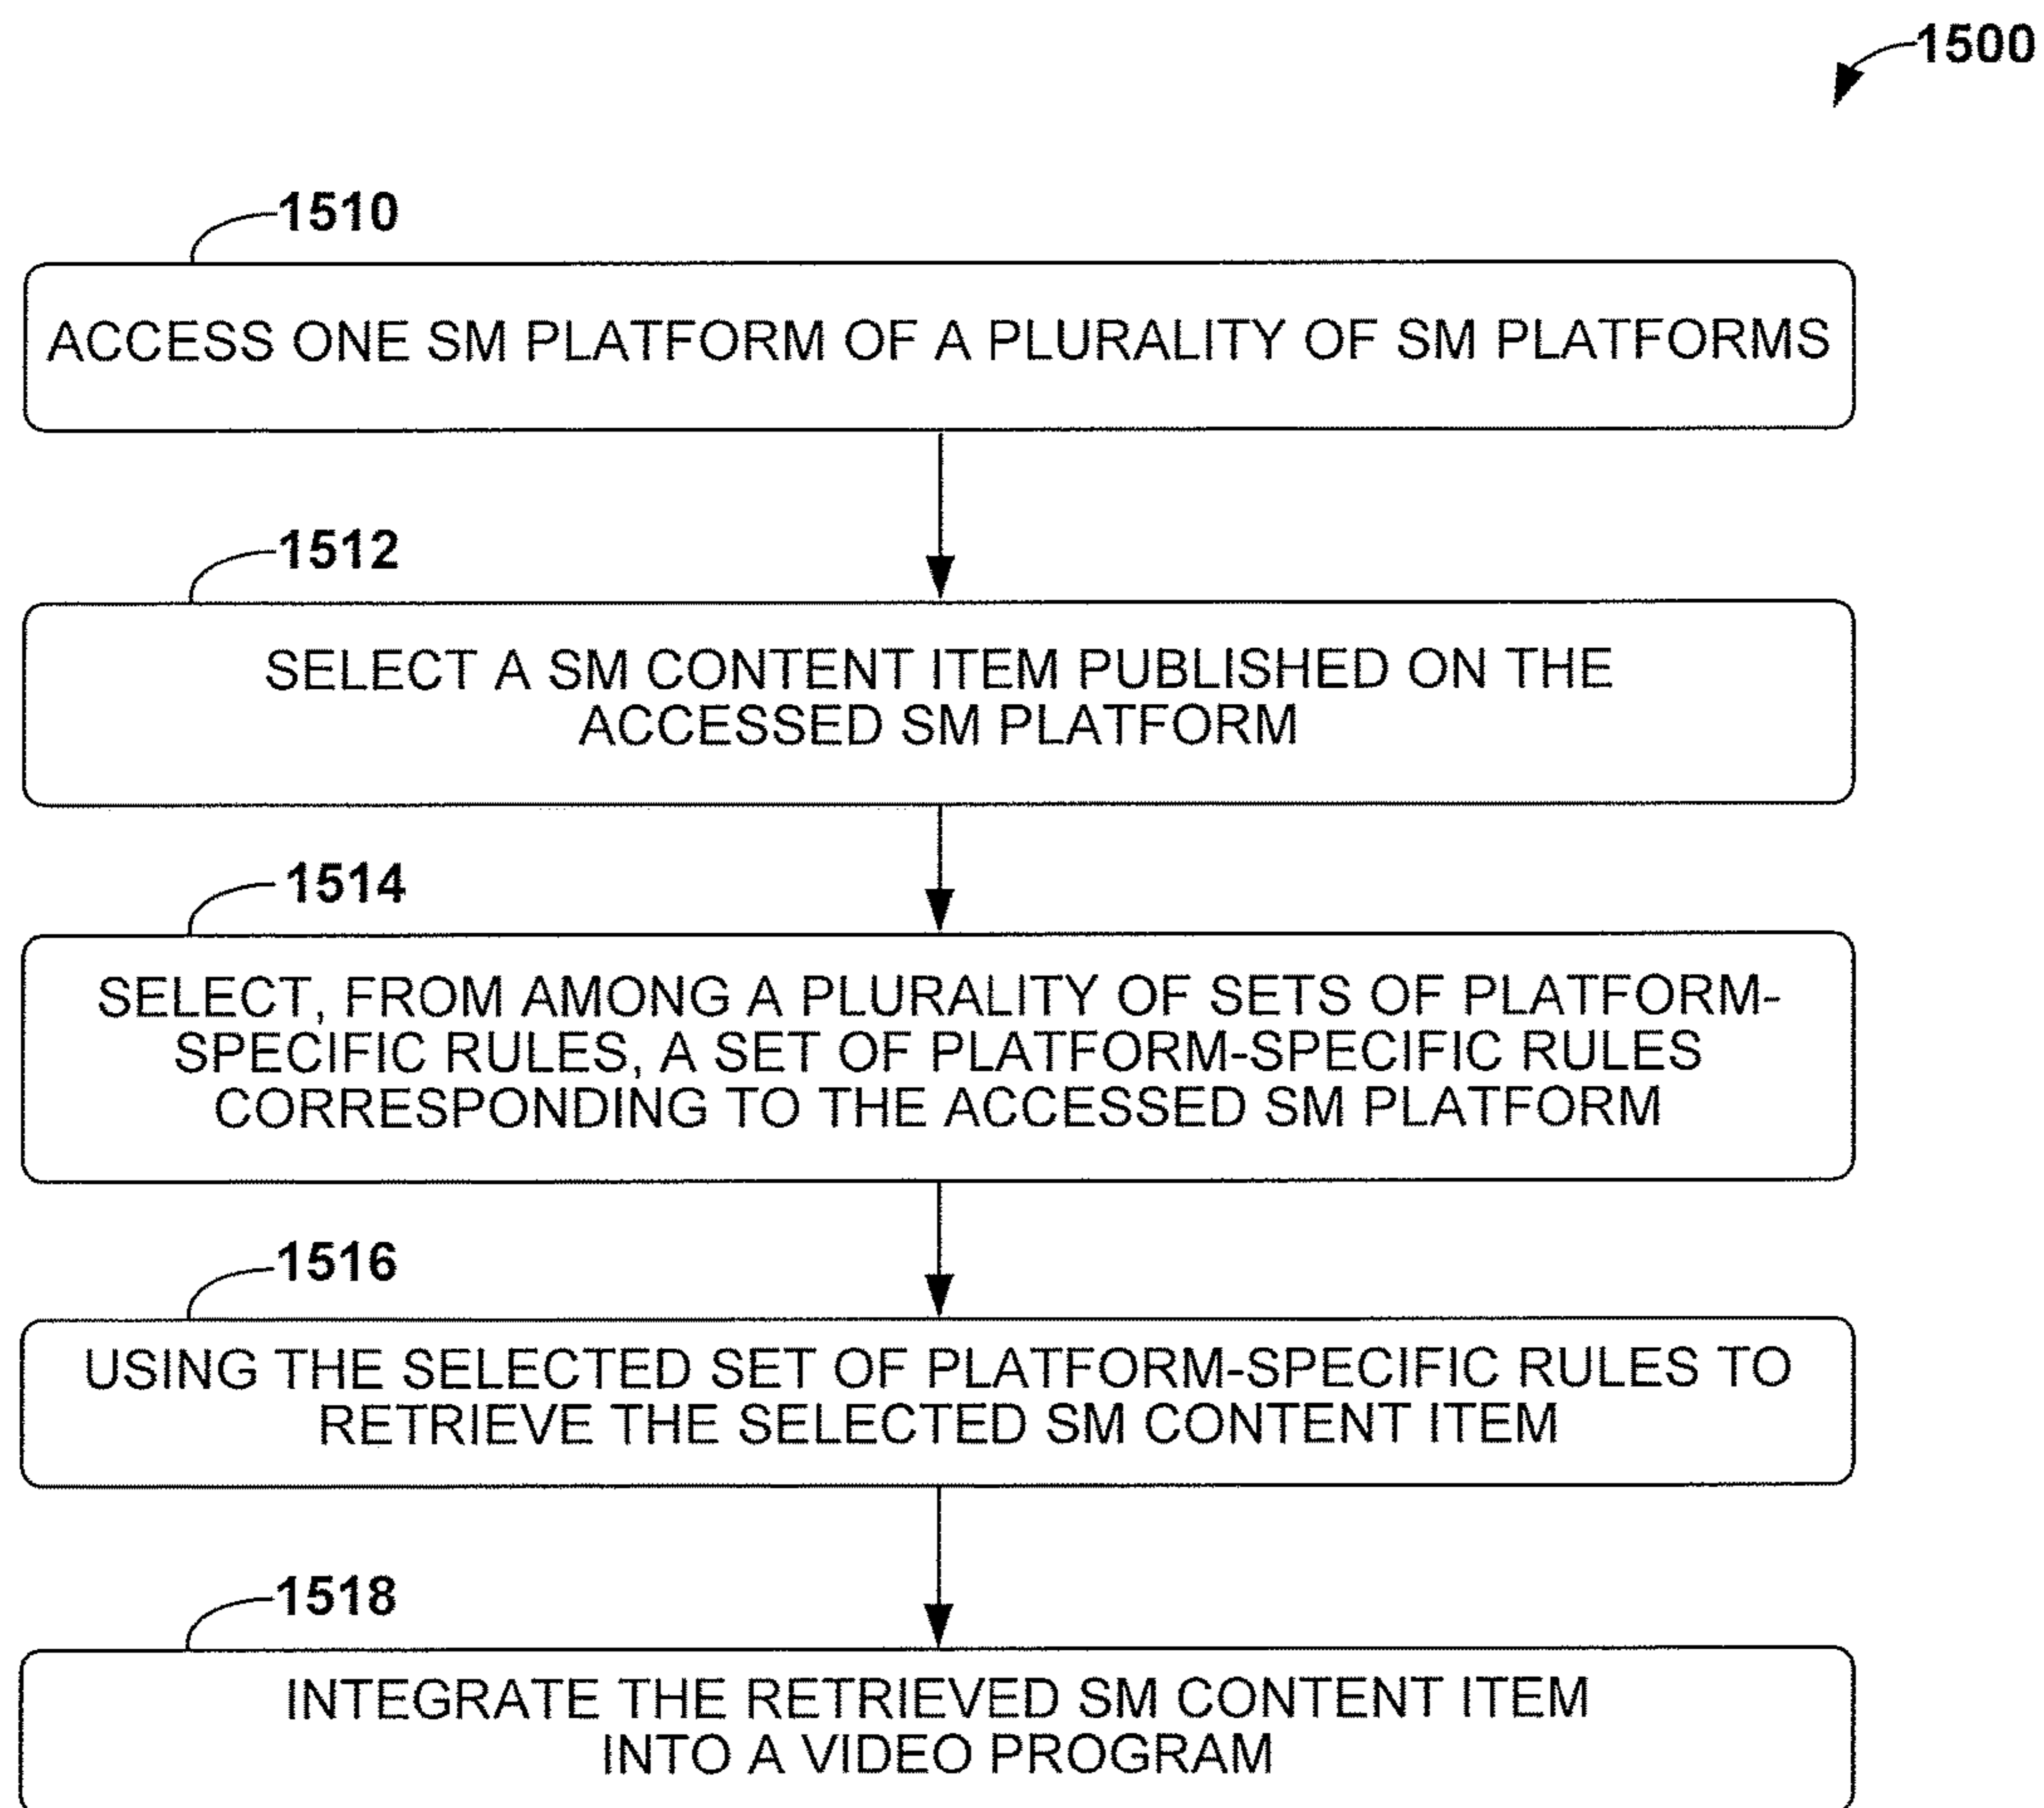 1500
1510
ACCESS ONE SM PLATFORM OF A PLURALITY OF SM PLATFORMS
1512
SELECT A SM CONTENT ITEM PUBLISHED ON THE
ACCESSED SM PLATFORM
1514
SELECT, FROM AMONG A PLURALITY OF SETS OF PLATFORM-
SPECIFIC RULES, A SET OF PLATFORM-SPECIFIC RULES
CORRESPONDING TO THE ACCESSED SM PLATFORM
1516
USING THE SELECTED SET OF PLATFORM-SPECIFIC RULES TO
RETRIEVE THE SELECTED SM CONTENT ITEM
1518
INTEGRATE THE RETRIEVED SM CONTENT ITEM
INTO A VIDEO PROGRAM